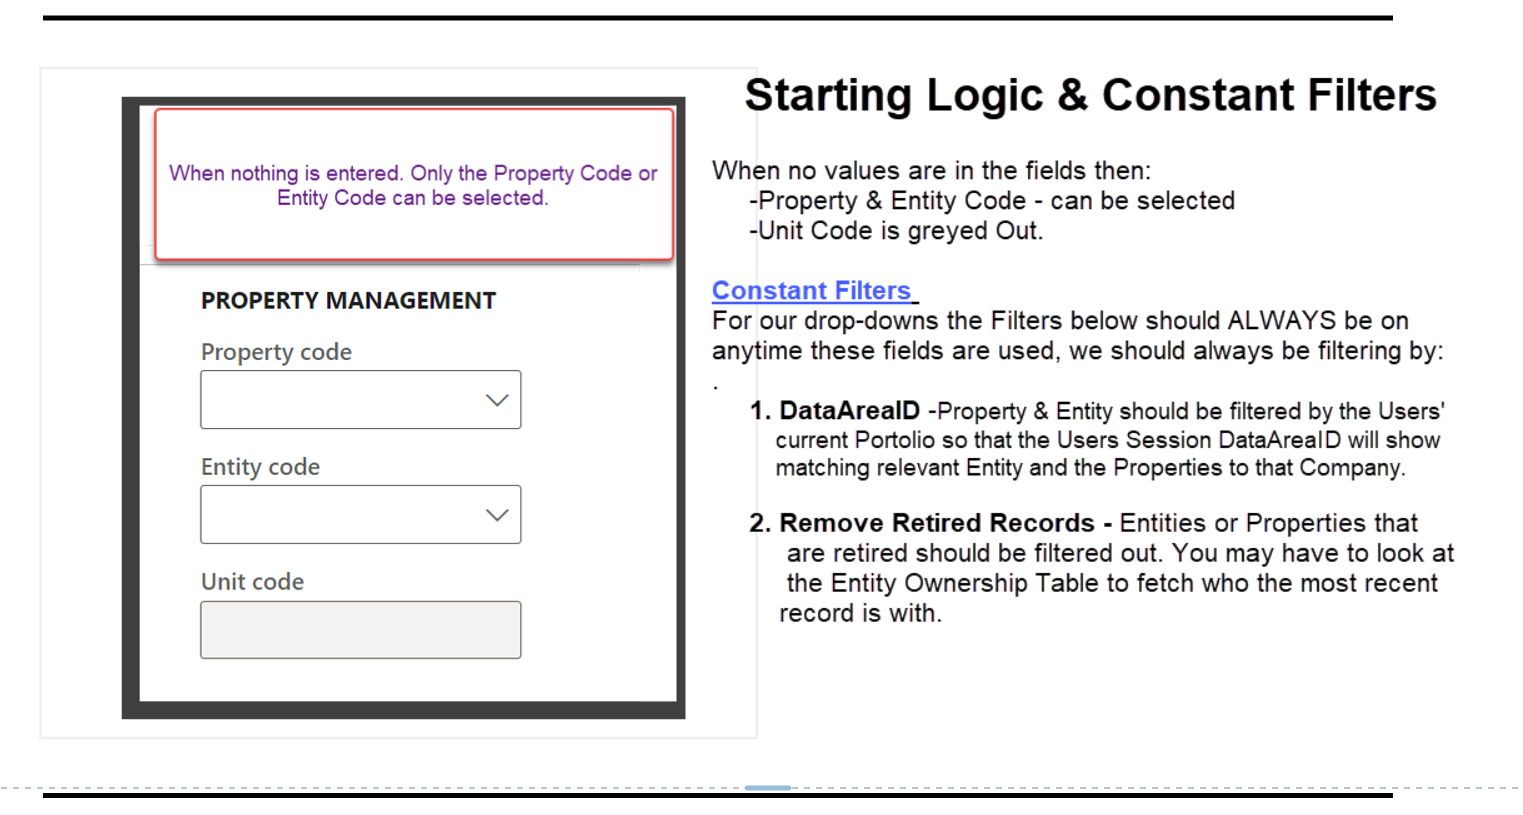 Starting Logic & Constant Filters
When nothing is entered. Only the Property Code or
Entity Code can be selected.
PROPERTY MANAGEMENT
Property code
Entity code
Unit code
When no values are in the fields then:
-Property & Entity Code - can be selected
-Unit Code is greyed Out.
Constant Filters
For our drop-downs the Filters below should ALWAYS be on
anytime these fields are used, we should always be filtering by:
.
1. DataAreaID -Property & Entity should be filtered by the Users'
current Portolio so that the Users Session DataAreaID will show
matching relevant Entity and the Properties to that Company.
2. Remove Retired Records - Entities or Properties that
are retired should be filtered out. You may have to look at
the Entity Ownership Table to fetch who the most recent
record is with.